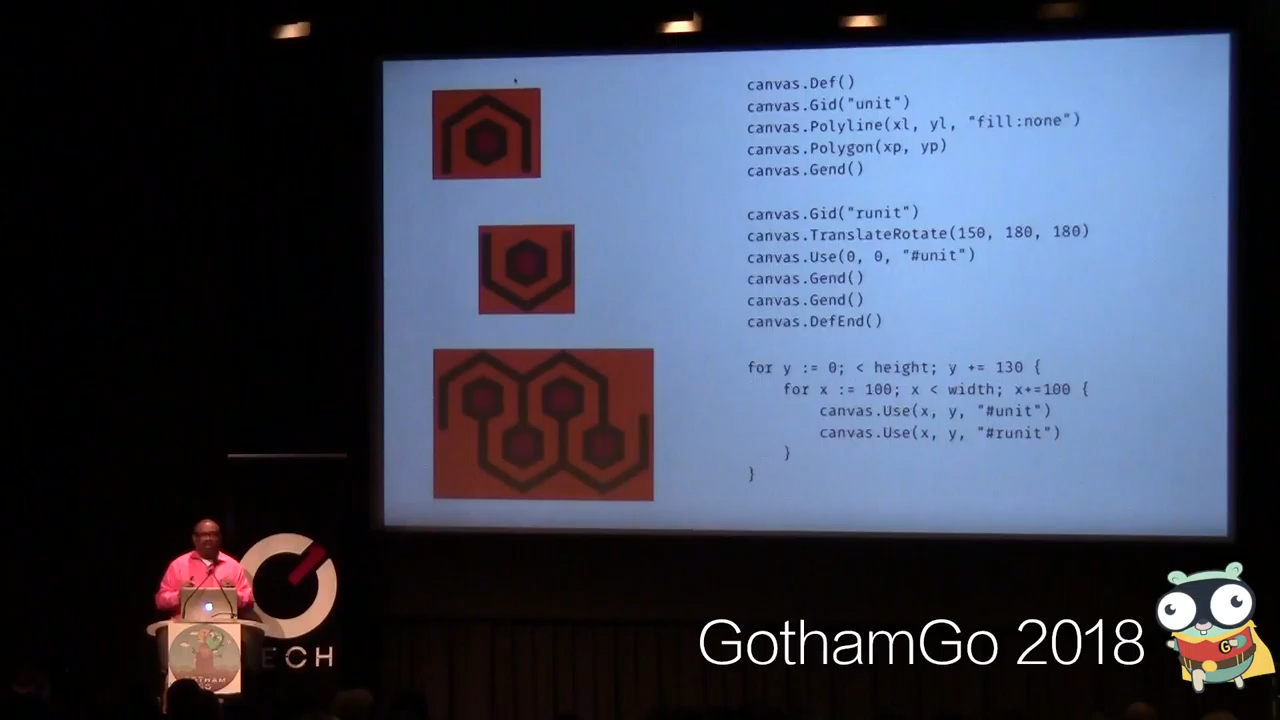 canvas.Def()
canvas.Gid("unit")
canvas.Polyline(xl, yl, "fill:none")
canvas.Polygon(xp, yp)
canvas.Gend()
canvas.Gid("runit")
canvas.TranslateRotate(150, 180, 180)
canvas.Use(0, 0, "#unit")
canvas.Gend()
canvas.Gend()
canvas.DefEnd()
for y := 0; < height; y += 130 {
for x := 100; x < width; x+=100 {
canvas.Use(x, y, "#unit")
canvas.Use(x, y, "#runit")
}
}
GothamGo 2018
G
ECH
GOTHAM
GO